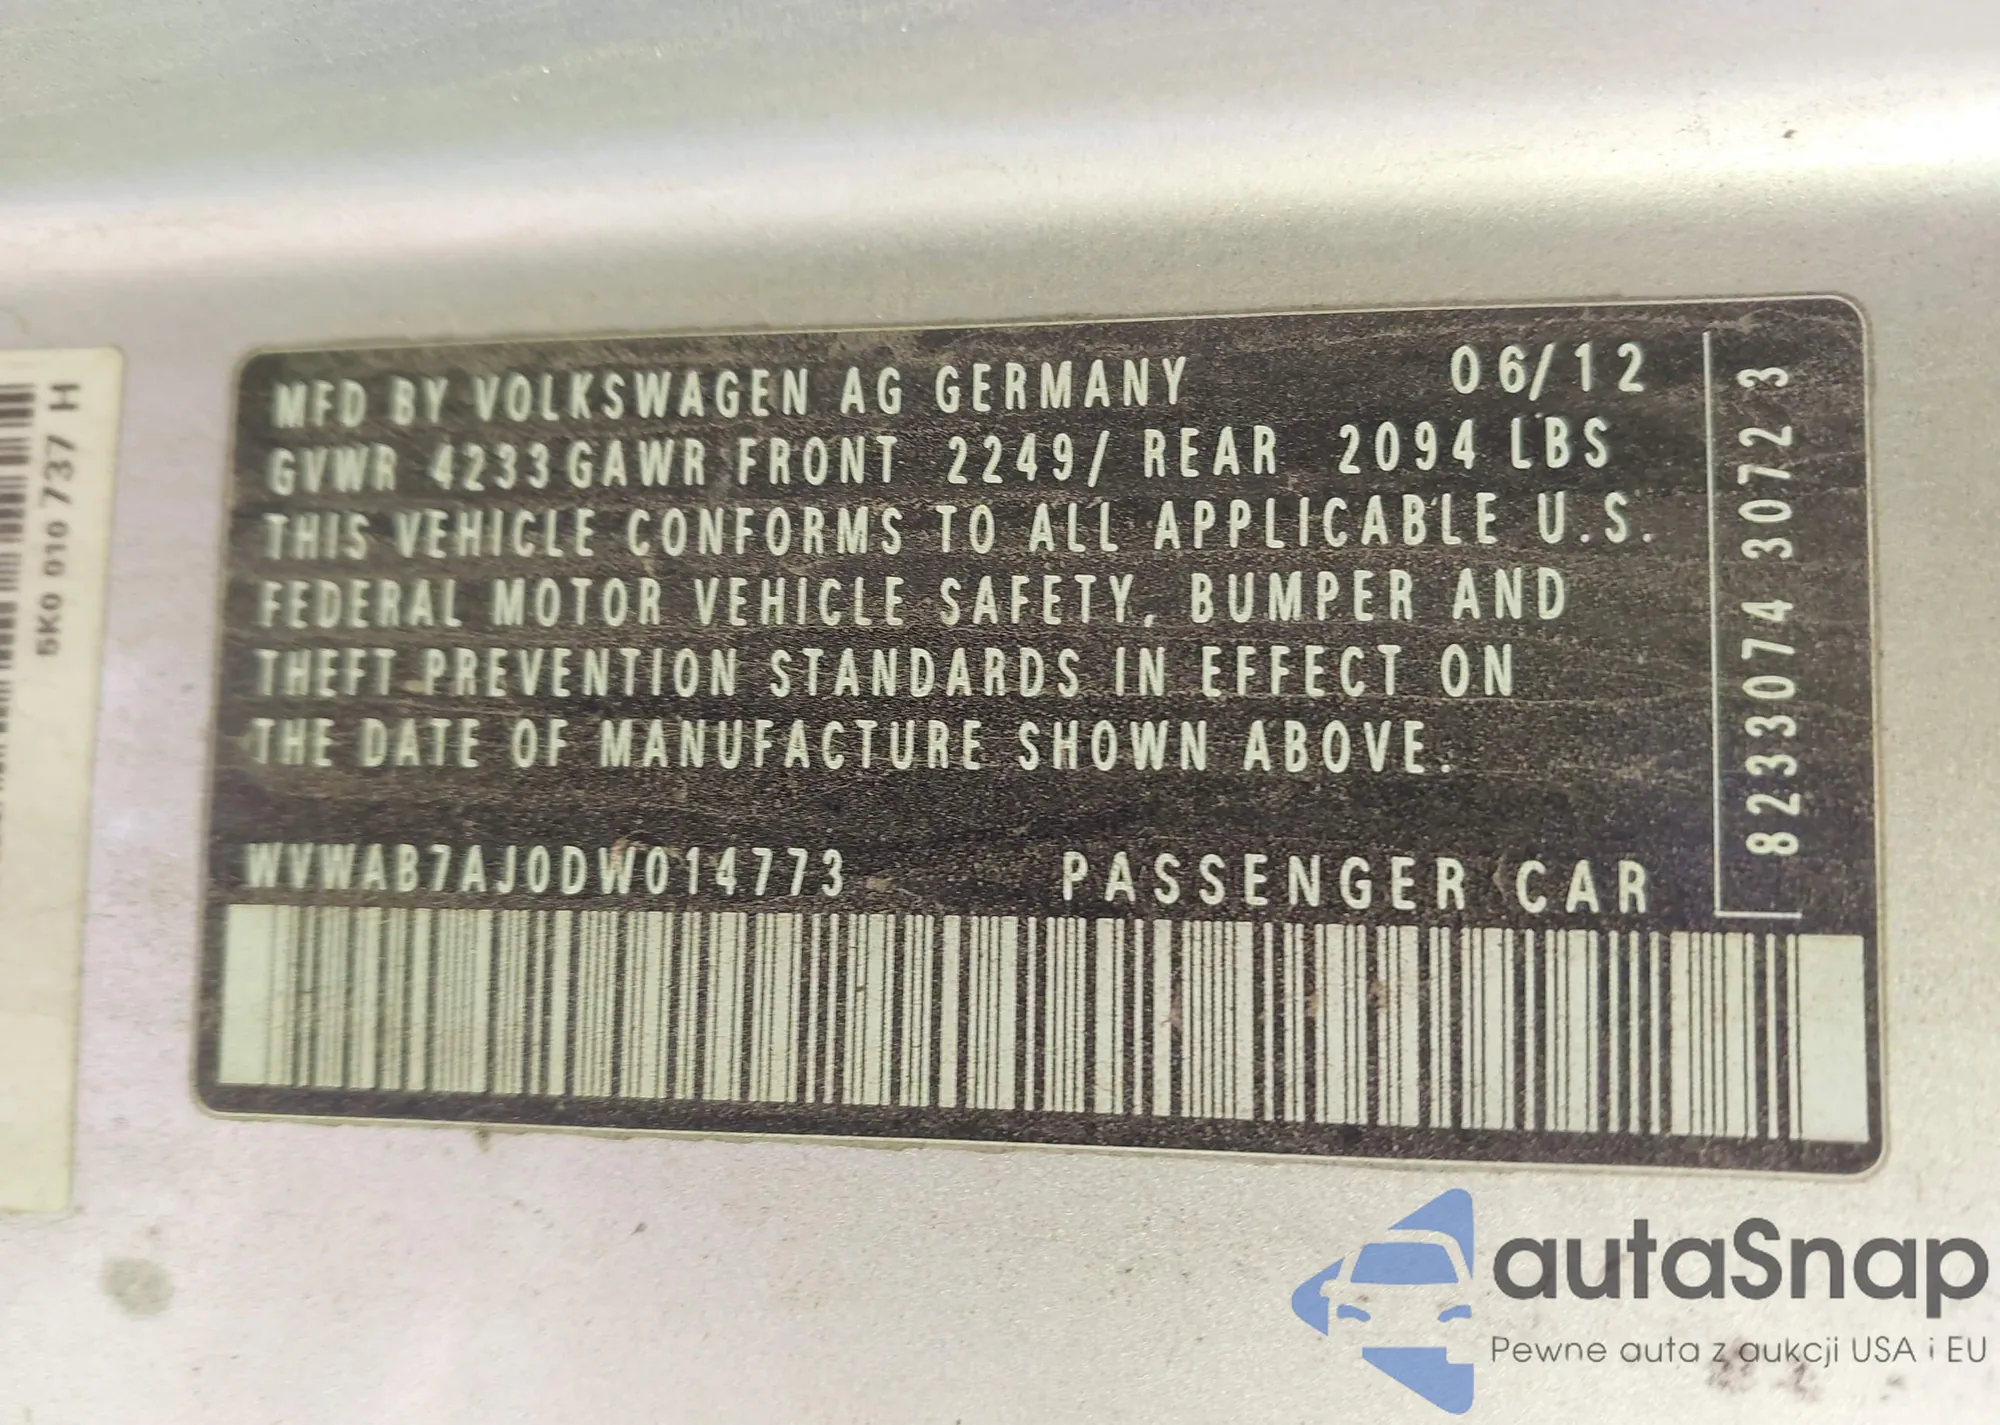 MFD BY VOLKSWAGEN AG GERMANY 06/12
GVWR 4233 GAWR FRONT 2249/ REAR 2094 LBS
THIS VEHICLE CONFORMS TO ALL APPLICABLE U.S.
FEDERAL MOTOR VEHICLE SAFETY, BUMPER AND
THEFT PREVENTION STANDARDS IN EFFECT ON
THE DATE OF MANUFACTURE SHOWN ABOVE.
WVWAB7AJ0DW014773 PASSENGER CAR
8233074 3072 3
5K0 010 737 H
autaSnap
Pewne auta z aukcji USA i EU